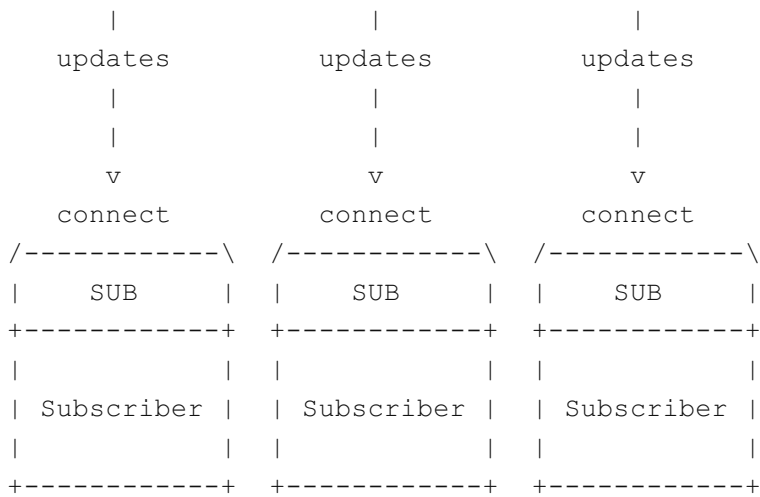 updates updates updates
v v v
connect connect connect
/------------\ /------------\ /------------\
| SUB | | SUB | | SUB |
+------------+ +------------+ +------------+
| | | | | |
| Subscriber | | Subscriber | | Subscriber |
| | | | | |
+------------+ +------------+ +------------+